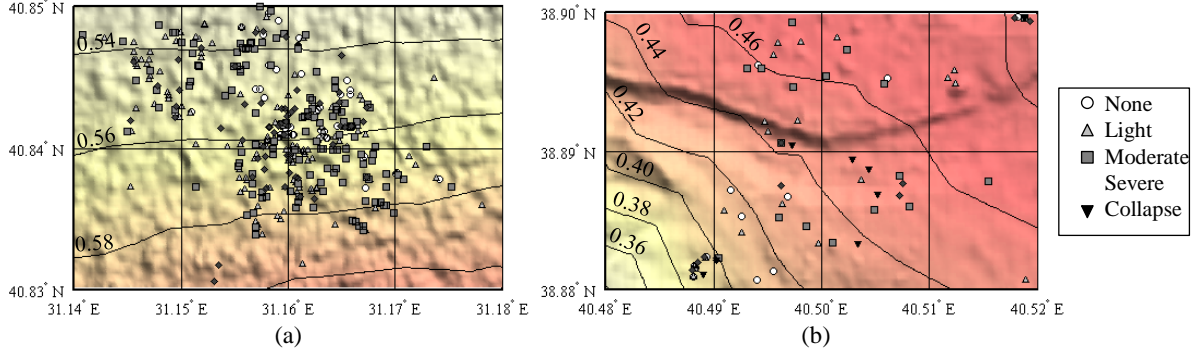 40.85° N
40.84° N
40.83° N
31.14° E
31.15° E
31.16° E
31.17° E
31.18° E
0.54
0.56
0.58
(a)
38.90° N
38.89° N
38.88° N
40.48° E
40.49° E
40.50° E
40.51° E
40.52° E
0.44
0.46
0.42
0.40
0.38
0.36
(b)
None
Light
Moderate
Severe
Collapse